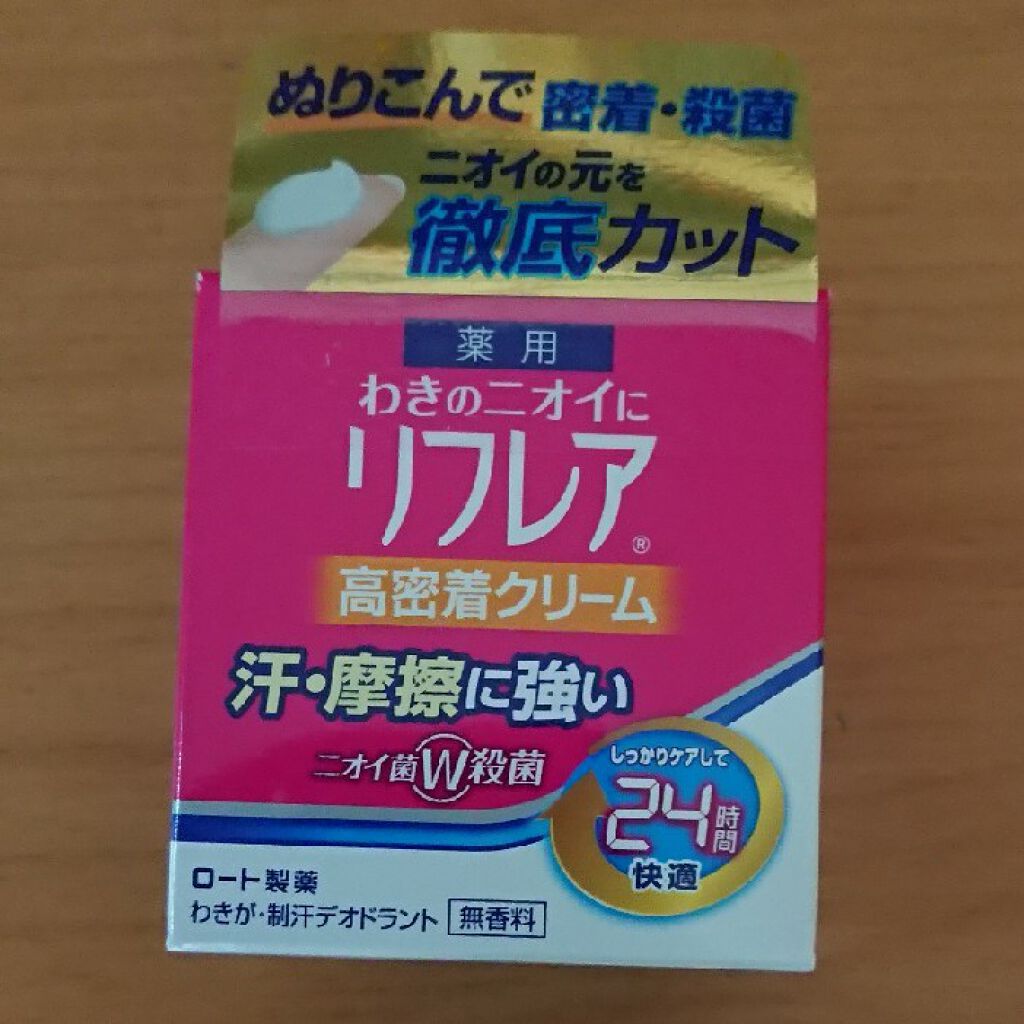 ぬりこんで 密着・殺菌
ニオイの元を
徹底カット
薬用
わきのニオイに
リフレア®
高密着クリーム
汗・摩擦に強い
ニオイ菌W殺菌
しっかりケアして
24時間
快適
ロート製薬
わきが・制汗デオドラント 無香料